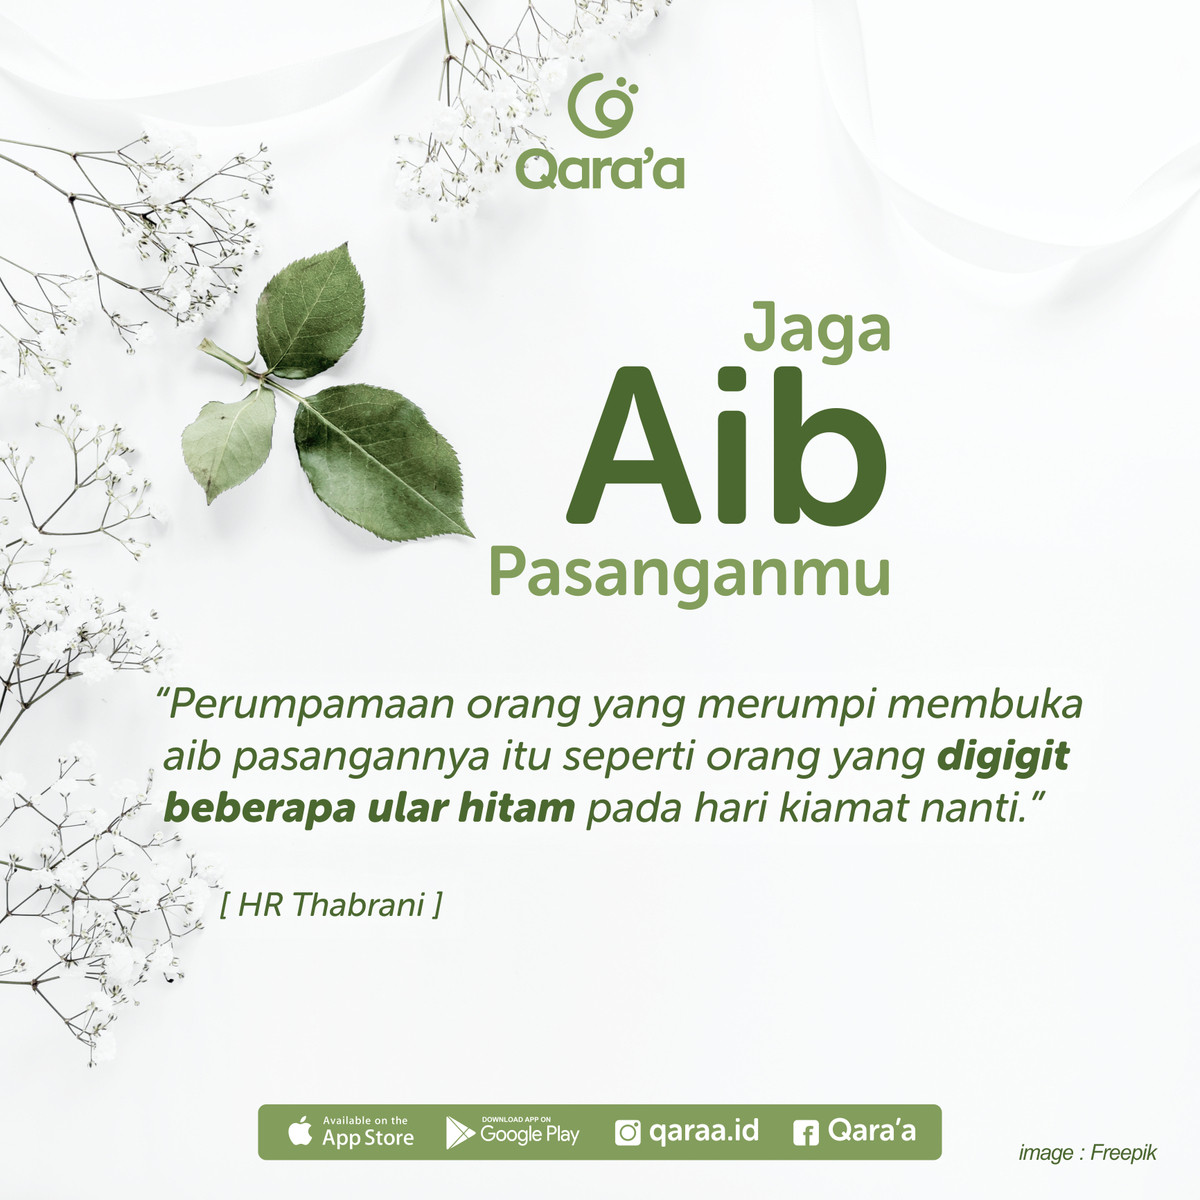 Qara'a
Jaga
Aib
Pasanganmu
“Perumpamaan orang yang merumpi membuka
aib pasangannya itu seperti orang yang digigit
beberapa ular hitam pada hari kiamat nanti.”
[ HR Thabrani ]
Available on the
App Store
DOWNLOAD APP ON
Google Play
qaraa.id
Qara'a
image : Freepik